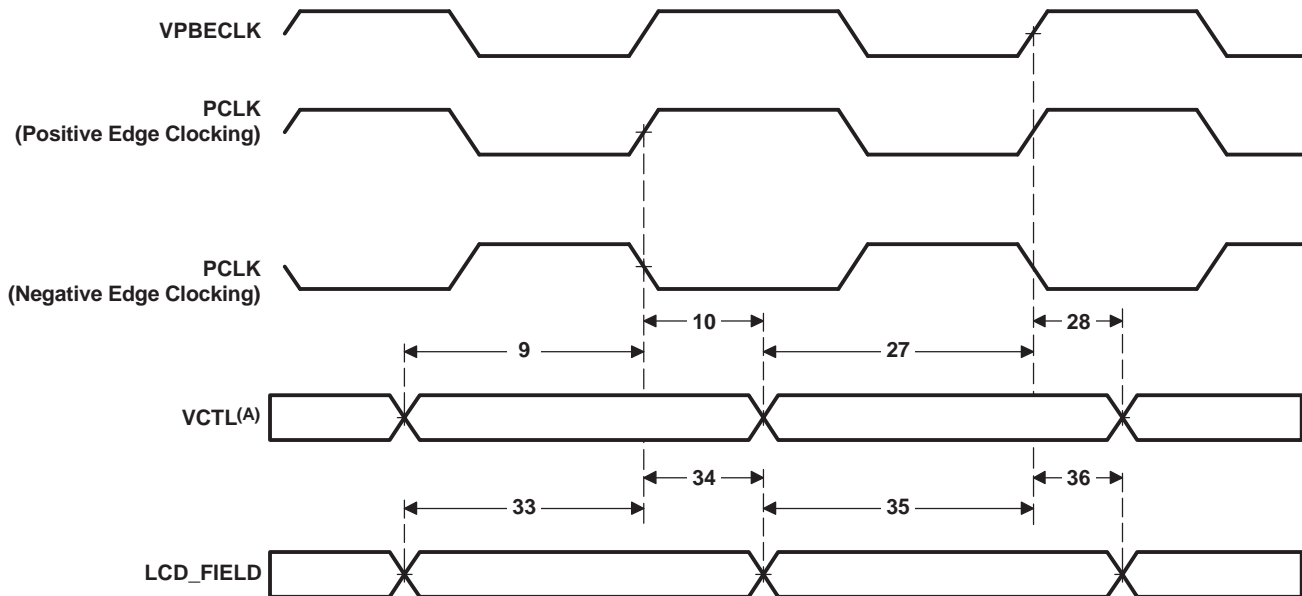 VPBECLK
PCLK
(Positive Edge Clocking)
PCLK
(Negative Edge Clocking)
10
28
9
27
VCTL(A)
34
36
33
35
LCD_FIELD